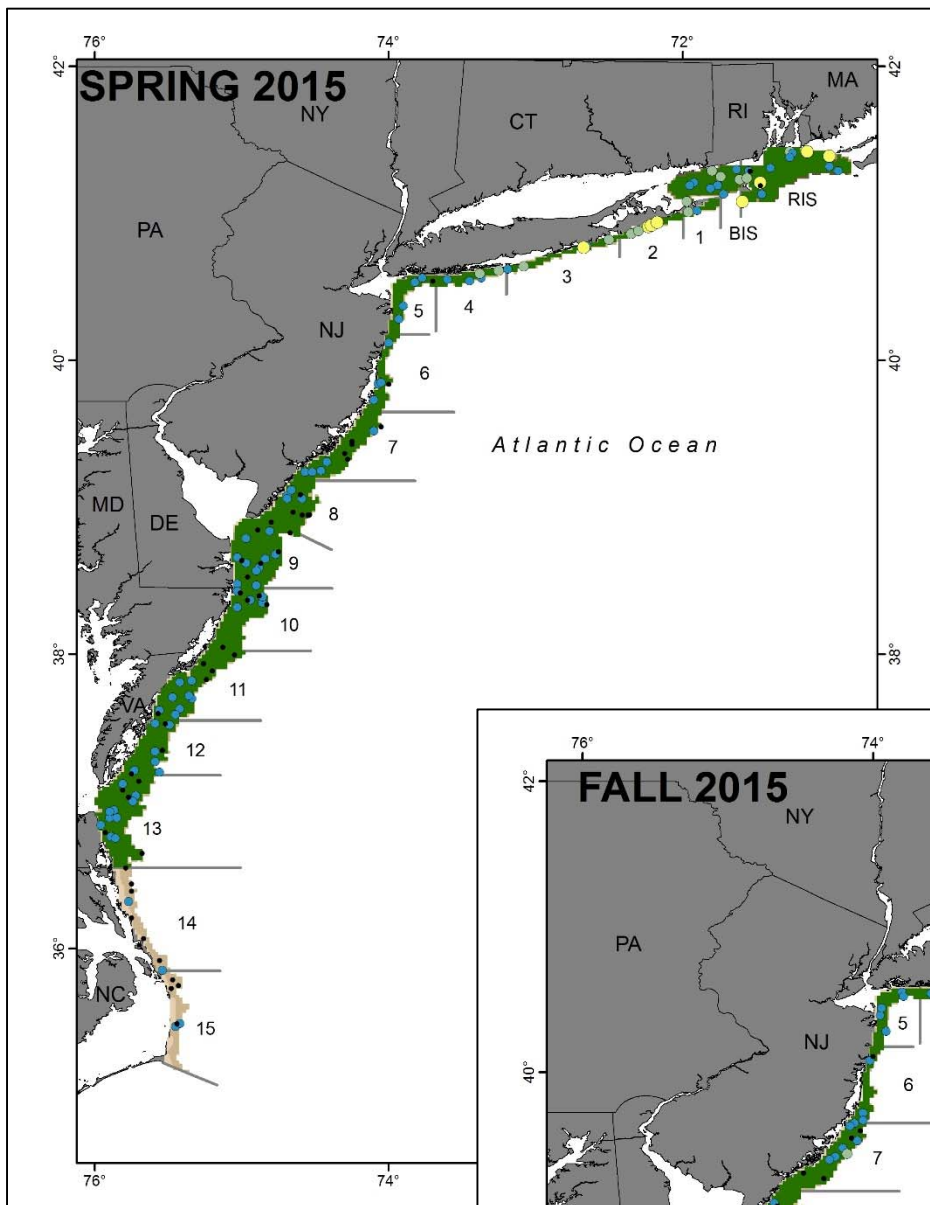 76° 74° 72°
42° 42°
SPRING 2015
NY CT RI MA
PA
RIS
BIS
1
2
3
4
5
NJ
40° 40°
6
Atlantic Ocean
7
MD DE
8
9
10
38° 38°
11
VA
12
13
14
36°
NC
15
76° 74°
76° 74°
42°
FALL 2015
NY
PA
5
NJ
40°
6
7